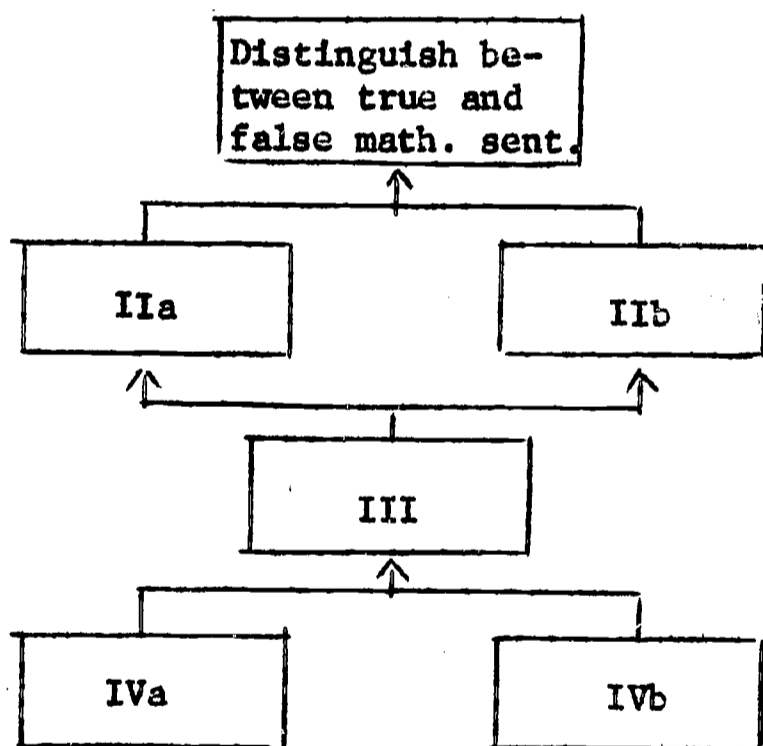 Distinguish be-
tween true and
false math. sent.
IIa
IIb
III
IVa
IVb